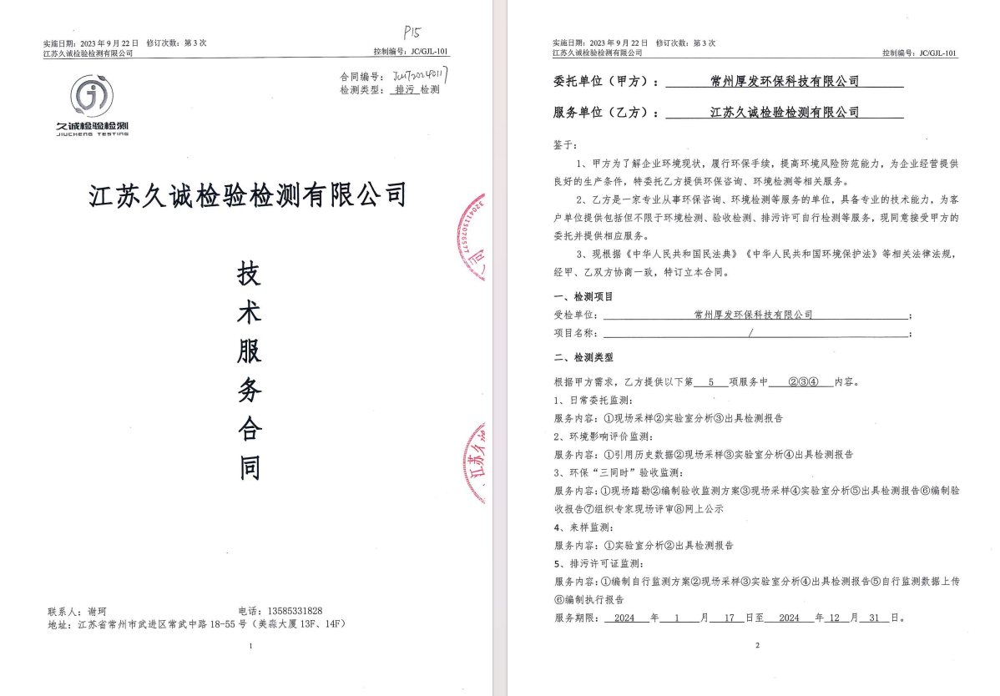 P15
实施日期：2023 年 9 月 22 日　修订次数：第 3 次
江苏久诚检验检测有限公司　控制编号：JC/GJL-101
合同编号：
检测类型：排污 检测
久诚检验检测
JIUCHENG TESTING
江苏久诚检验检测有限公司
技
术
服
务
合
同
3204115076577
江苏久
联系人：谢珂　电话：13585331828
地址：江苏省常州市武进区常武中路 18-55 号（美淼大厦 13F、14F）
1
实施日期：2023 年 9 月 22 日　修订次数：第 3 次
江苏久诚检验检测有限公司　控制编号：JC/GJL-101
委托单位（甲方）：常州厚发环保科技有限公司
服务单位（乙方）：江苏久诚检验检测有限公司
鉴于：
1、甲方为了解企业环境现状，履行环保手续，提高环境风险防范能力，为企业经营提供
良好的生产条件，特委托乙方提供环保咨询、环境检测等相关服务。
2、乙方是一家专业从事环保咨询、环境检测等服务的单位，具备专业的技术能力，为客
户单位提供包括但不限于环境检测、验收检测、排污许可自行检测等服务，现同意接受甲方的
委托并提供相应服务。
3、现根据《中华人民共和国民法典》《中华人民共和国环境保护法》等相关法律法规，
经甲、乙双方协商一致，特订立本合同。
一、检测项目
受检单位：常州厚发环保科技有限公司；
项目名称：/；
二、检测类型
根据甲方需求，乙方提供以下第 5 项服务中 ②③④ 内容。
1、日常委托监测：
服务内容：①现场采样②实验室分析③出具检测报告
2、环境影响评价监测：
服务内容：①引用历史数据②现场采样③实验室分析④出具检测报告
3、环保“三同时”验收监测：
服务内容：①现场踏勘②编制验收监测方案③现场采样④实验室分析⑤出具检测报告⑥编制验
收报告⑦组织专家现场评审⑧网上公示
4、来样监测：
服务内容：①实验室分析②出具检测报告
5、排污许可证监测：
服务内容：①编制自行监测方案②现场采样③实验室分析④出具检测报告⑤自行监测数据上传
⑥编制执行报告
服务期限： 2024 年 1 月 17 日至 2024 年 12 月 31 日。
2